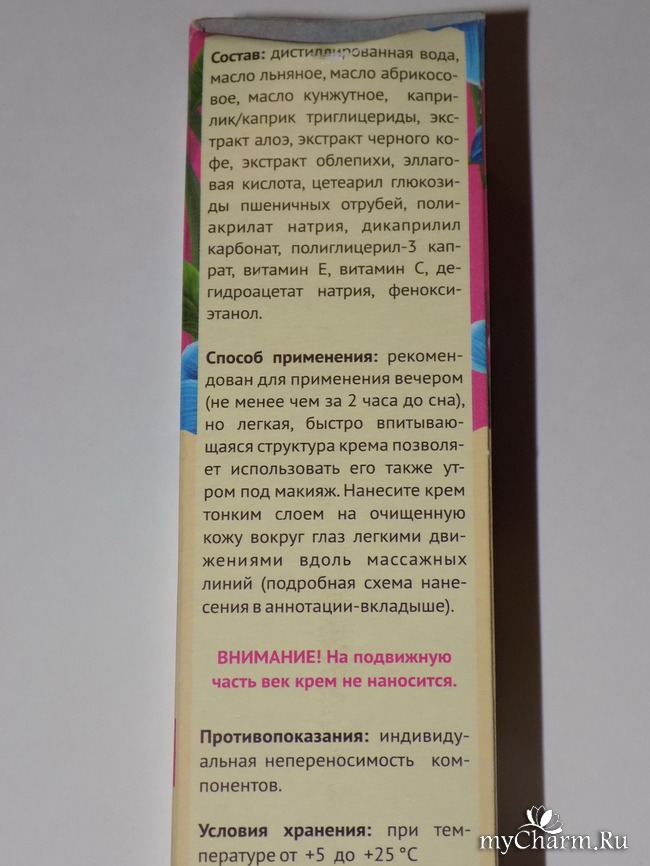 Состав: дистиллированная вода,
масло льняное, масло абрикосо-
вое, масло кунжутное, каприл-
лик/каприк триглицериды, экс-
тракт алоэ, экстракт черного ко-
фе, экстракт облепихи, эллаго-
вая кислота, цетеарил глюкози-
ды пшеничных отрубей, поли-
акрилат натрия, дикаприлил
карбонат, полиглицерил-3 кап-
рат, витамин Е, витамин С, де-
гидроацетат натрия, фенокси-
этанол.
Способ применения: рекомен-
дован для применения вечером
(не менее чем за 2 часа до сна),
но легкая, быстро впитываю-
щаяся структура крема позволя-
ет использовать его также ут-
ром под макияж. Нанесите крем
тонким слоем на очищенную
кожу вокруг глаз легкими дви-
жениями вдоль массажных
линий (подробная схема нане-
сения в аннотации-вкладыше).
ВНИМАНИЕ! На подвижную
часть век крем не наносится.
Противопоказания: индивиду-
альная непереносимость ком-
понентов.
Условия хранения: при тем-
пературе от +5 до +25 °C
myCharm.Ru